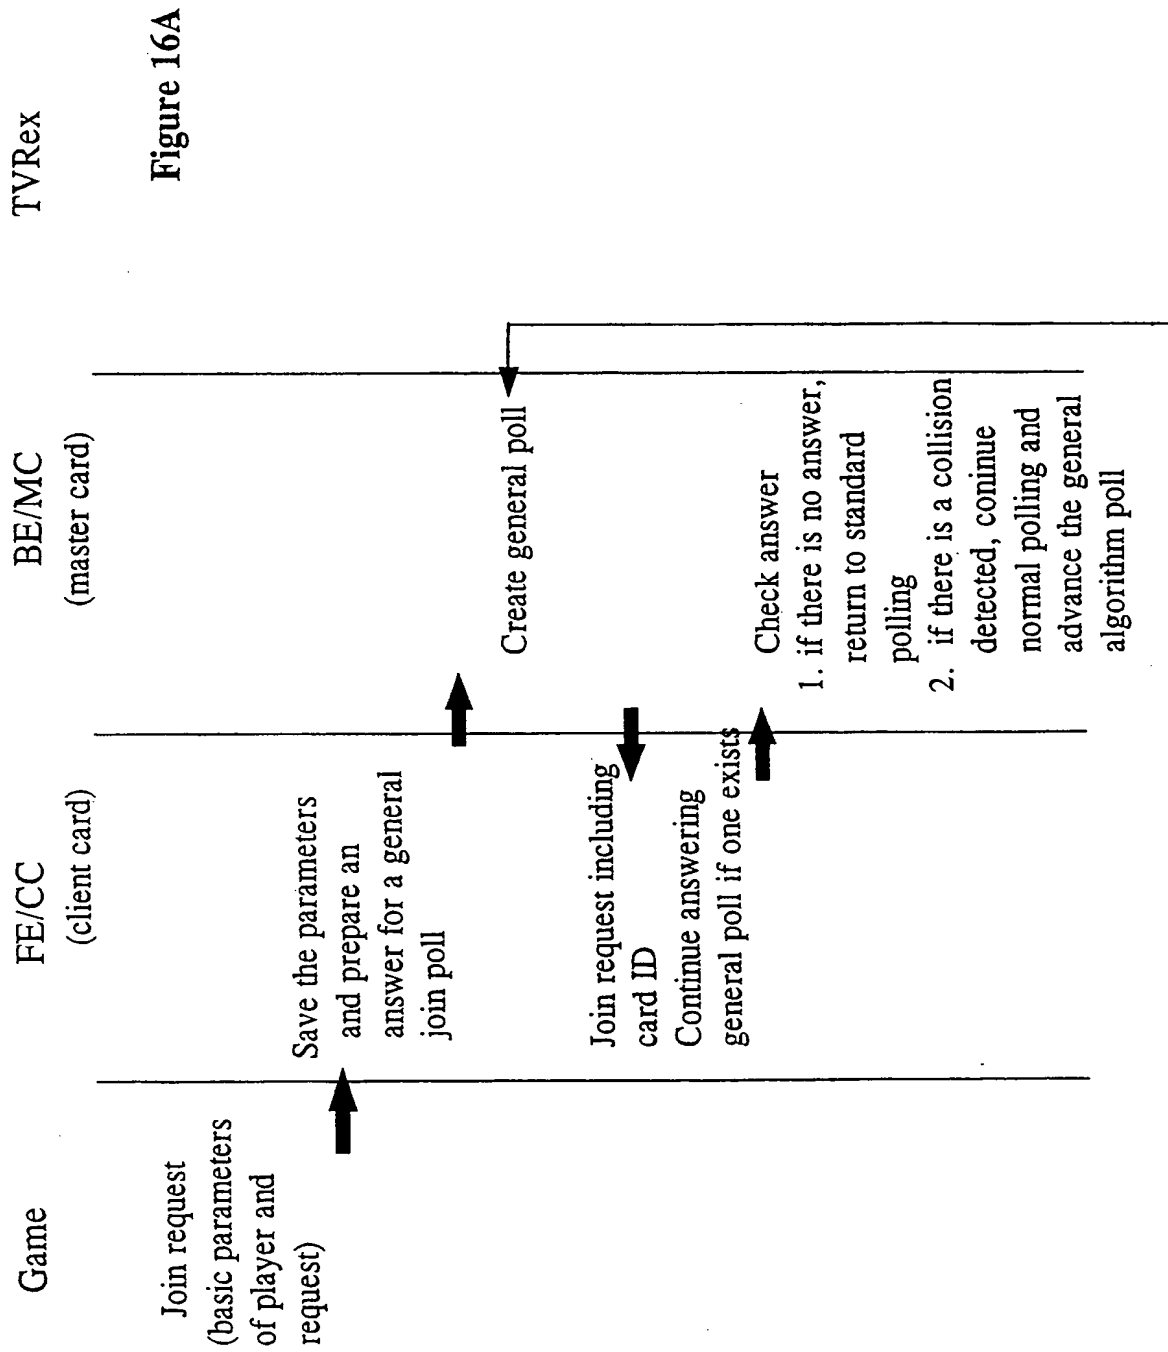 Figure 16A
Game
FE/CC
(client card)
BE/MC
(master card)
TVRex
Join request
(basic parameters
of player and
request)
Save the parameters
and prepare an
answer for a general
join poll
Create general poll
Join request including
card ID
Continue answering
general poll if one exists
Check answer
1. if there is no answer,
return to standard
polling
2. if there is a collision
detected, coninue
normal polling and
advance the general
algorithm poll